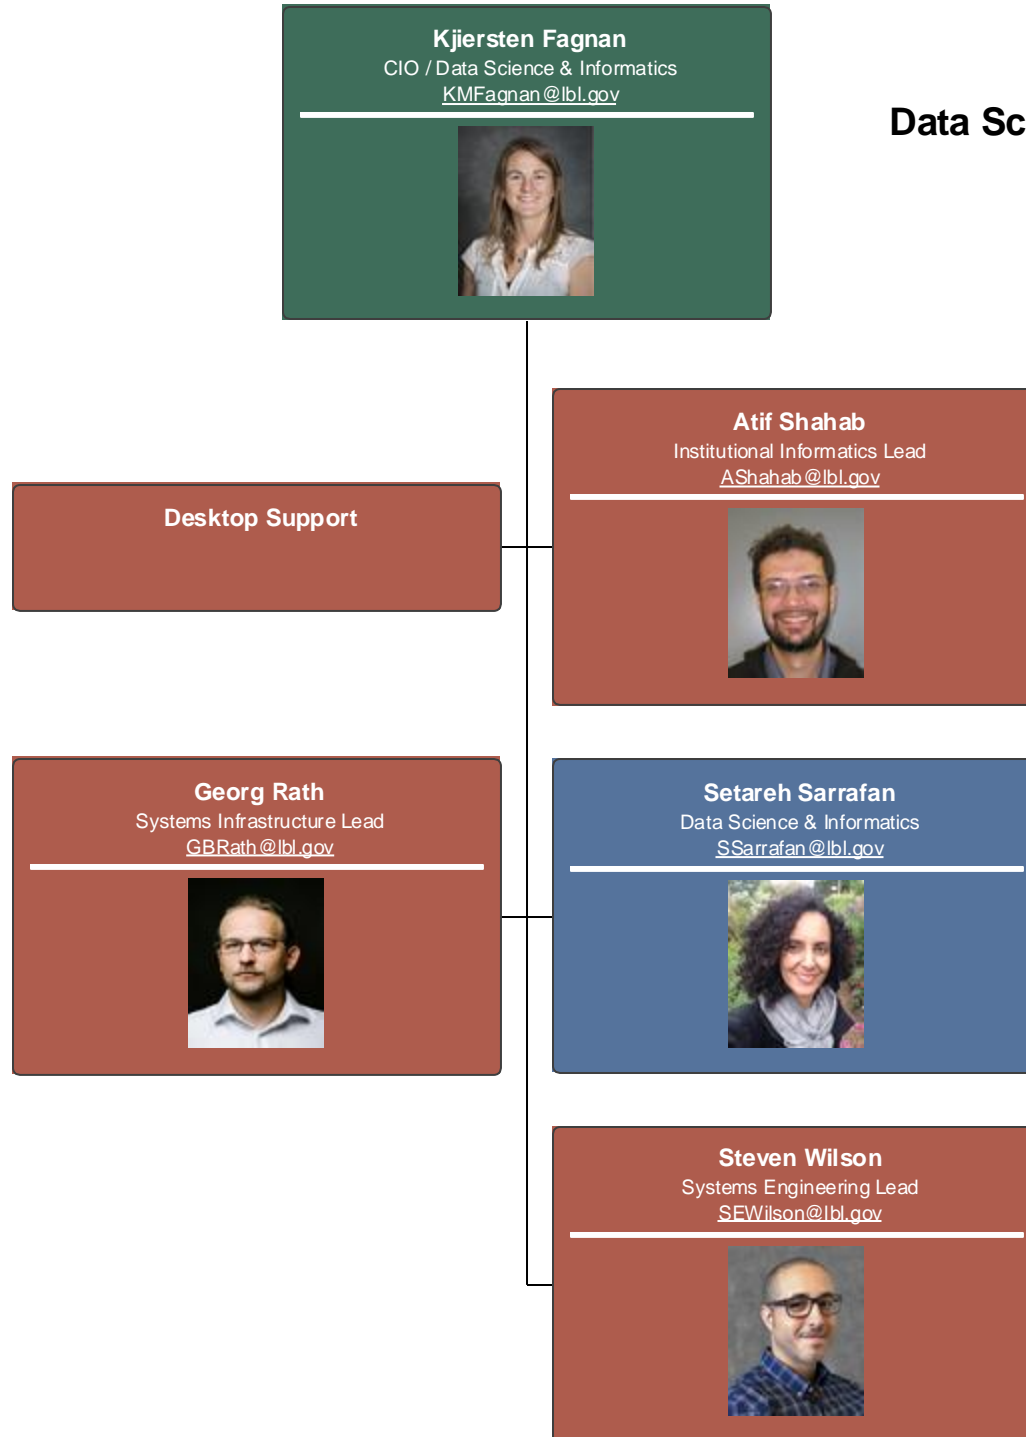 Kjiersten Fagnan
CIO / Data Science & Informatics
KMFagnan@lbl.gov
Data Sc
Atif Shahab
Institutional Informatics Lead
AShahab@lbl.gov
Desktop Support
Georg Rath
Systems Infrastructure Lead
GBRath@lbl.gov
Setareh Sarrafan
Data Science & Informatics
SSarrafan@lbl.gov
Steven Wilson
Systems Engineering Lead
SEWilson@lbl.gov